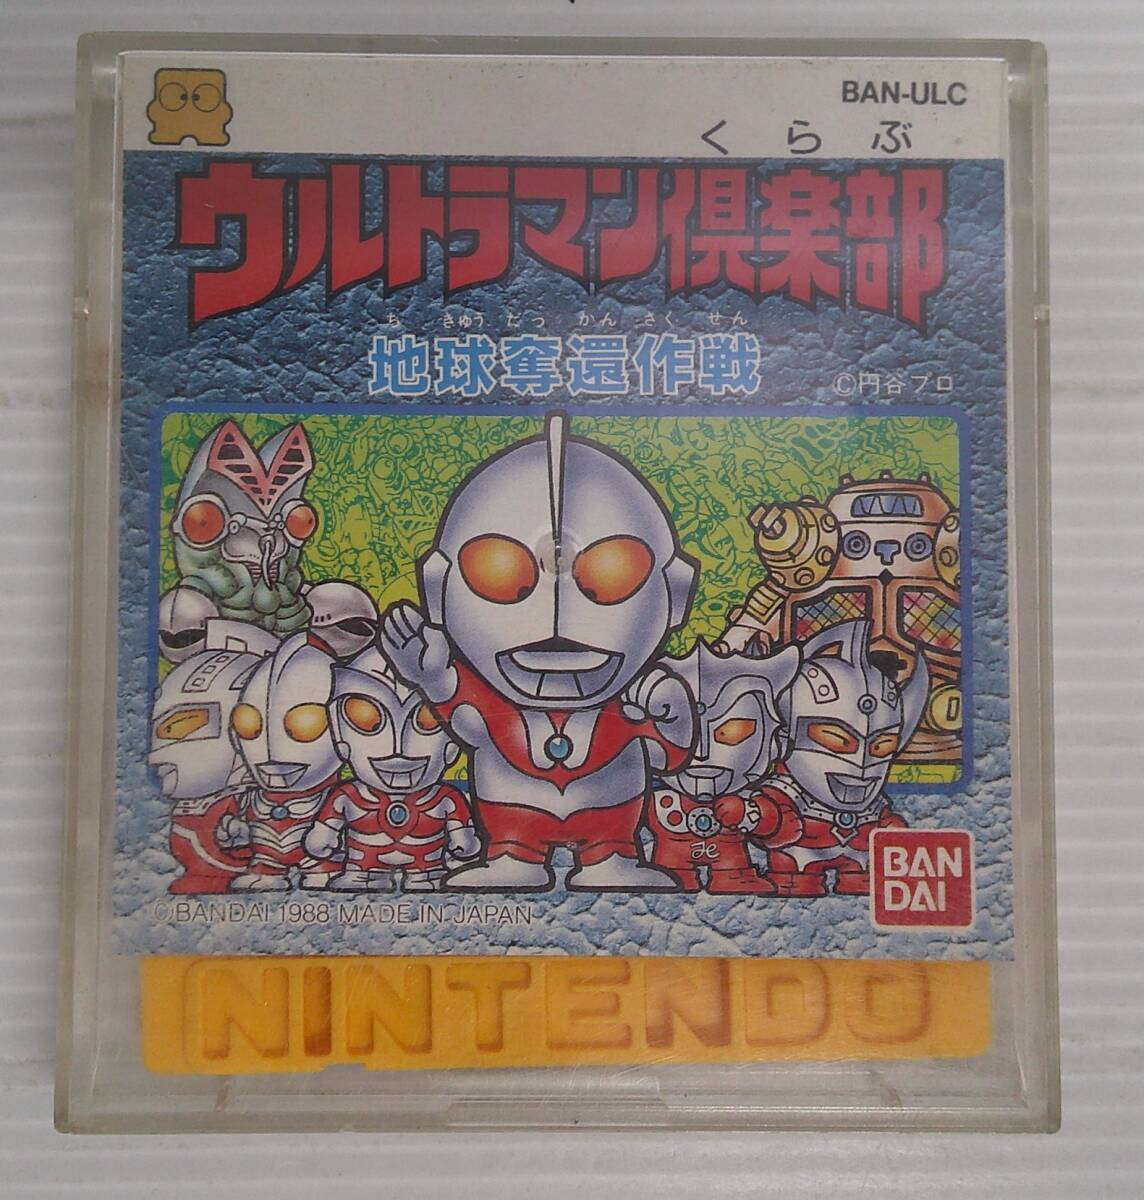 BAN-ULC
くらぶ
ウルトラマン倶楽部
ちきゅうだっかんさくせん
地球奪還作戦
©円谷プロ
BAN
DAI
©BANDAI 1988 MADE IN JAPAN
NINTENDO